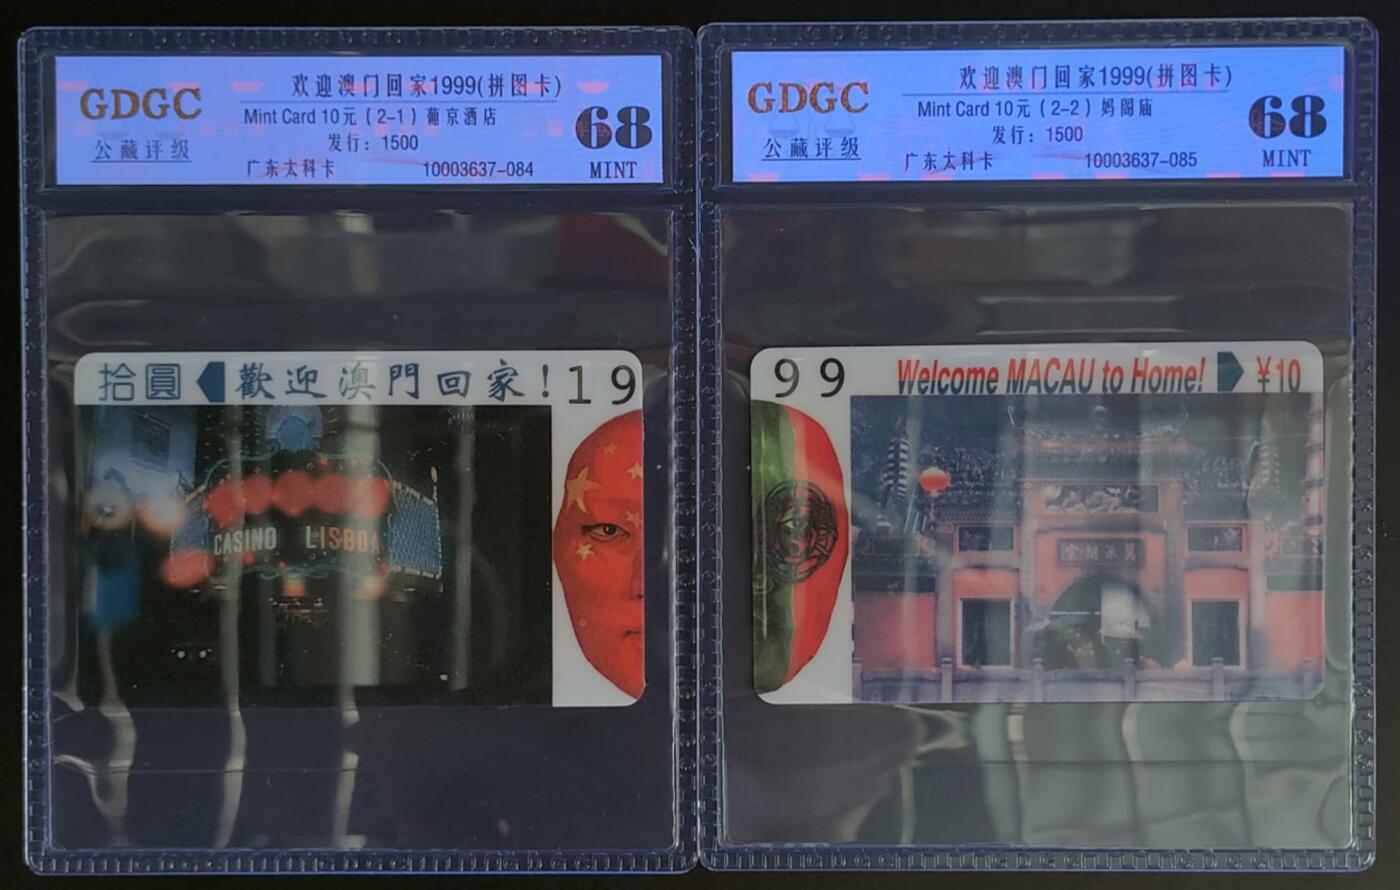 GDGC
公藏评级
欢迎澳门回家1999(拼图卡)
Mint Card 10元 (2-1) 葡京酒店
发行: 1500
广东太科卡 10003637-084
68
MINT
拾圓 歡迎澳門回家! 19
CASINO LISBOA
GDGC
公藏评级
欢迎澳门回家1999(拼图卡)
Mint Card 10元 (2-2) 妈阁庙
发行: 1500
广东太科卡 10003637-085
68
MINT
99 Welcome MACAU to Home! ¥10